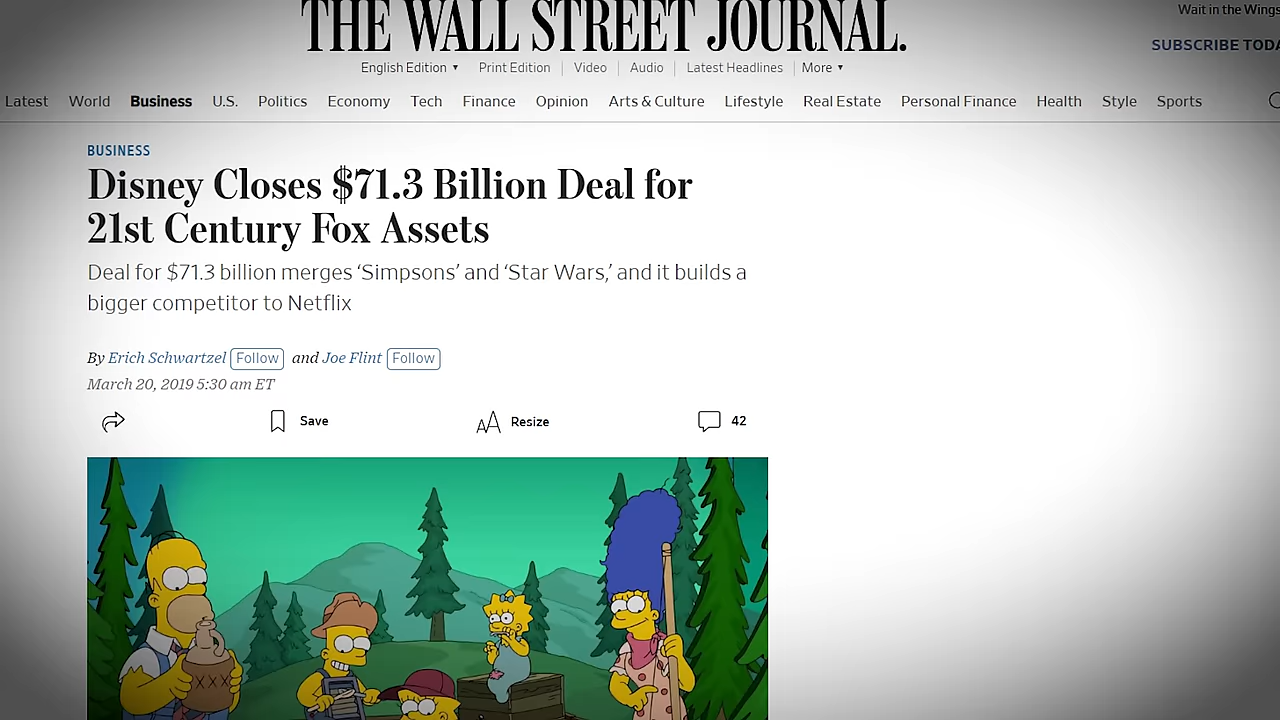 Wait in the Wings
THE WALL STREET JOURNAL.
SUBSCRIBE TODA
English Edition ▼ Print Edition Video Audio Latest Headlines More ▼
Latest World Business U.S. Politics Economy Tech Finance Opinion Arts & Culture Lifestyle Real Estate Personal Finance Health Style Sports
BUSINESS
Disney Closes $71.3 Billion Deal for
21st Century Fox Assets
Deal for $71.3 billion merges ‘Simpsons’ and ‘Star Wars,’ and it builds a
bigger competitor to Netflix
By Erich Schwartzel Follow and Joe Flint Follow
March 20, 2019 5:30 am ET
Save Resize 42
XXX